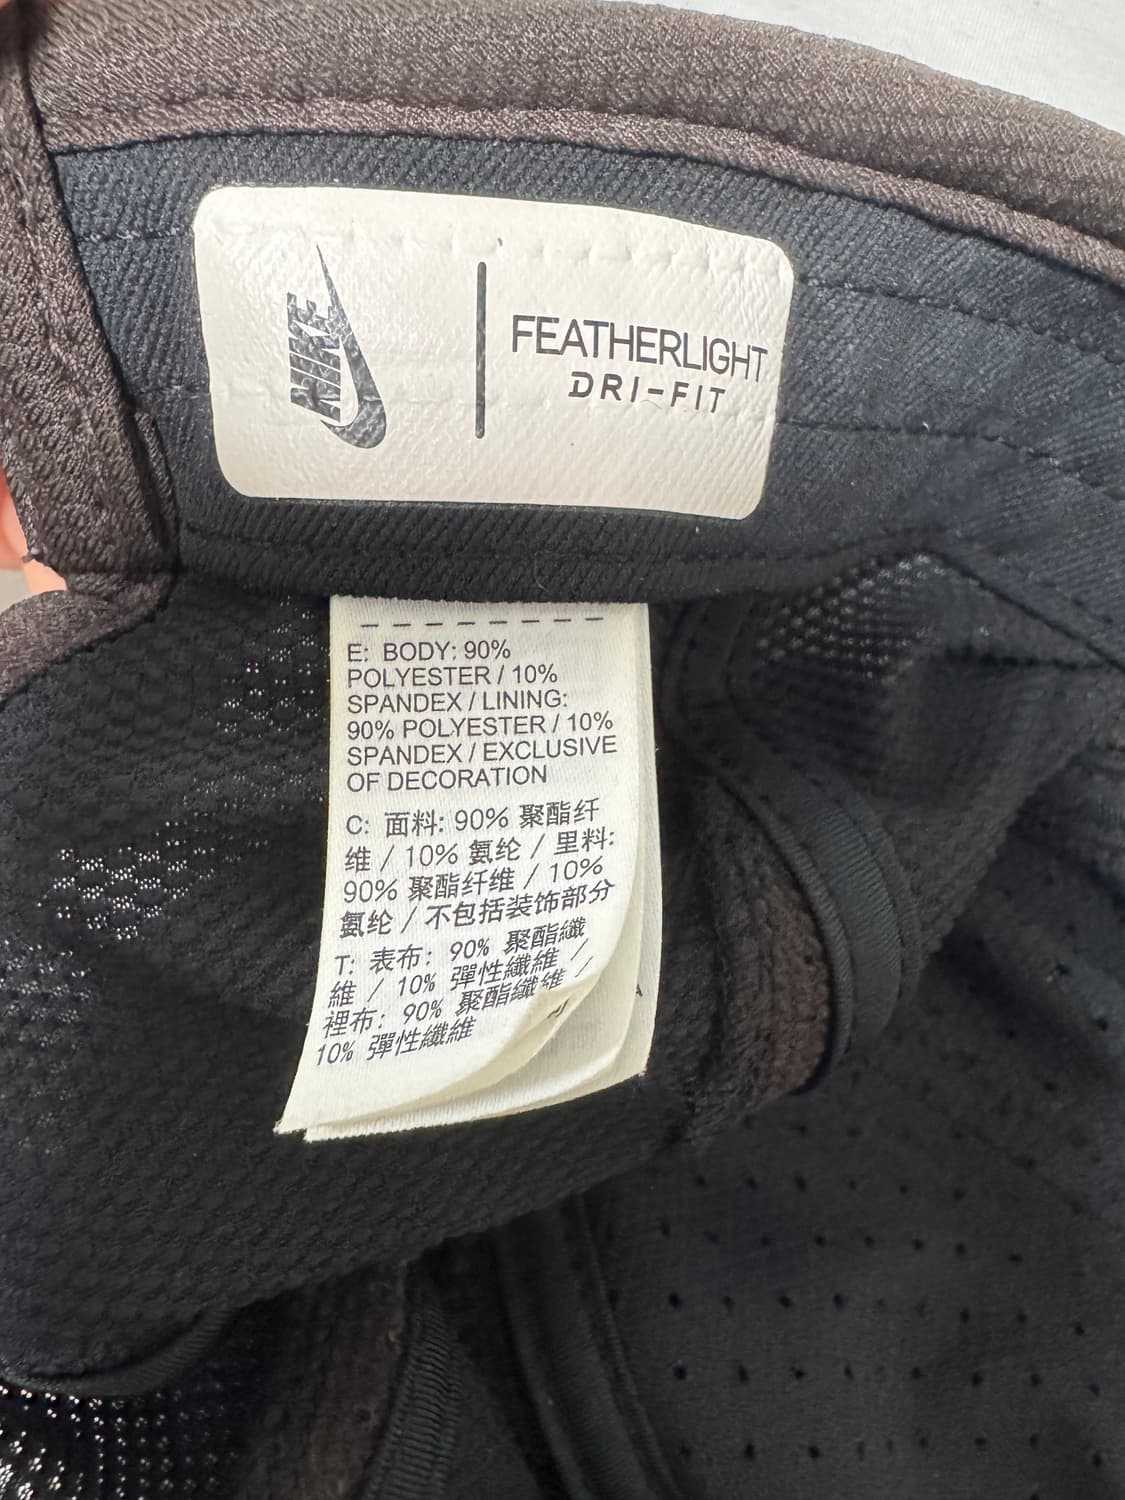 NIKE
FEATHERLIGHT
DRI-FIT
E: BODY: 90%
POLYESTER / 10%
SPANDEX / LINING:
90% POLYESTER / 10%
SPANDEX / EXCLUSIVE
OF DECORATION
C: 面料: 90% 聚酯纤
维 / 10% 氨纶 / 里料:
90% 聚酯纤维 / 10%
氨纶 / 不包括装饰部分
T: 表布: 90% 聚酯纖
維 / 10% 彈性纖維 /
裡布: 90% 聚酯纖維 /
10% 彈性纖維